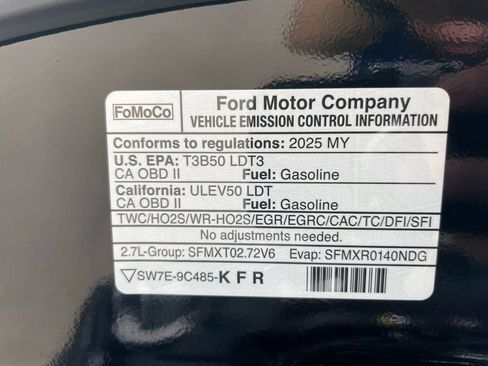 FoMoCo
Ford Motor Company
VEHICLE EMISSION CONTROL INFORMATION
Conforms to regulations: 2025 MY
U.S. EPA: T3B50 LDT3
CA OBD II Fuel: Gasoline
California: ULEV50 LDT
CA OBD II Fuel: Gasoline
TWC/HO2S/WR-HO2S/EGR/EGRC/CAC/TC/DFI/SFI
No adjustments needed.
2.7L-Group: SFMXT02.72V6 Evap: SFMXR0140NDG
SW7E-9C485-K F R